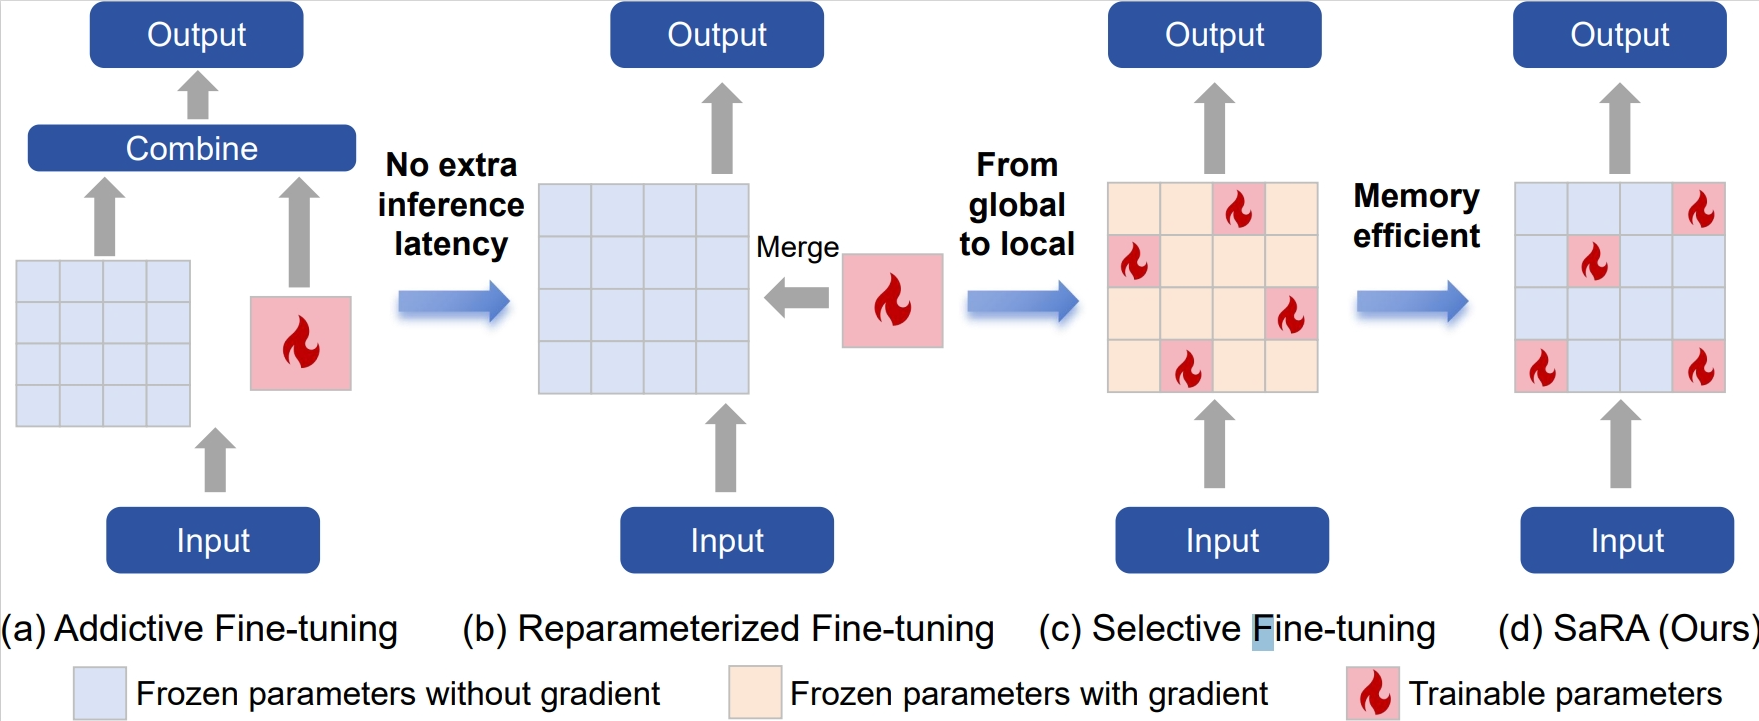 Output
Combine
Input
(a) Addictive Fine-tuning
No extra
inference
latency
Output
Merge
Input
(b) Reparameterized Fine-tuning
From
global
to local
Output
Input
(c) Selective Fine-tuning
Memory
efficient
Output
Input
(d) SaRA (Ours)
Frozen parameters without gradient
Frozen parameters with gradient
Trainable parameters